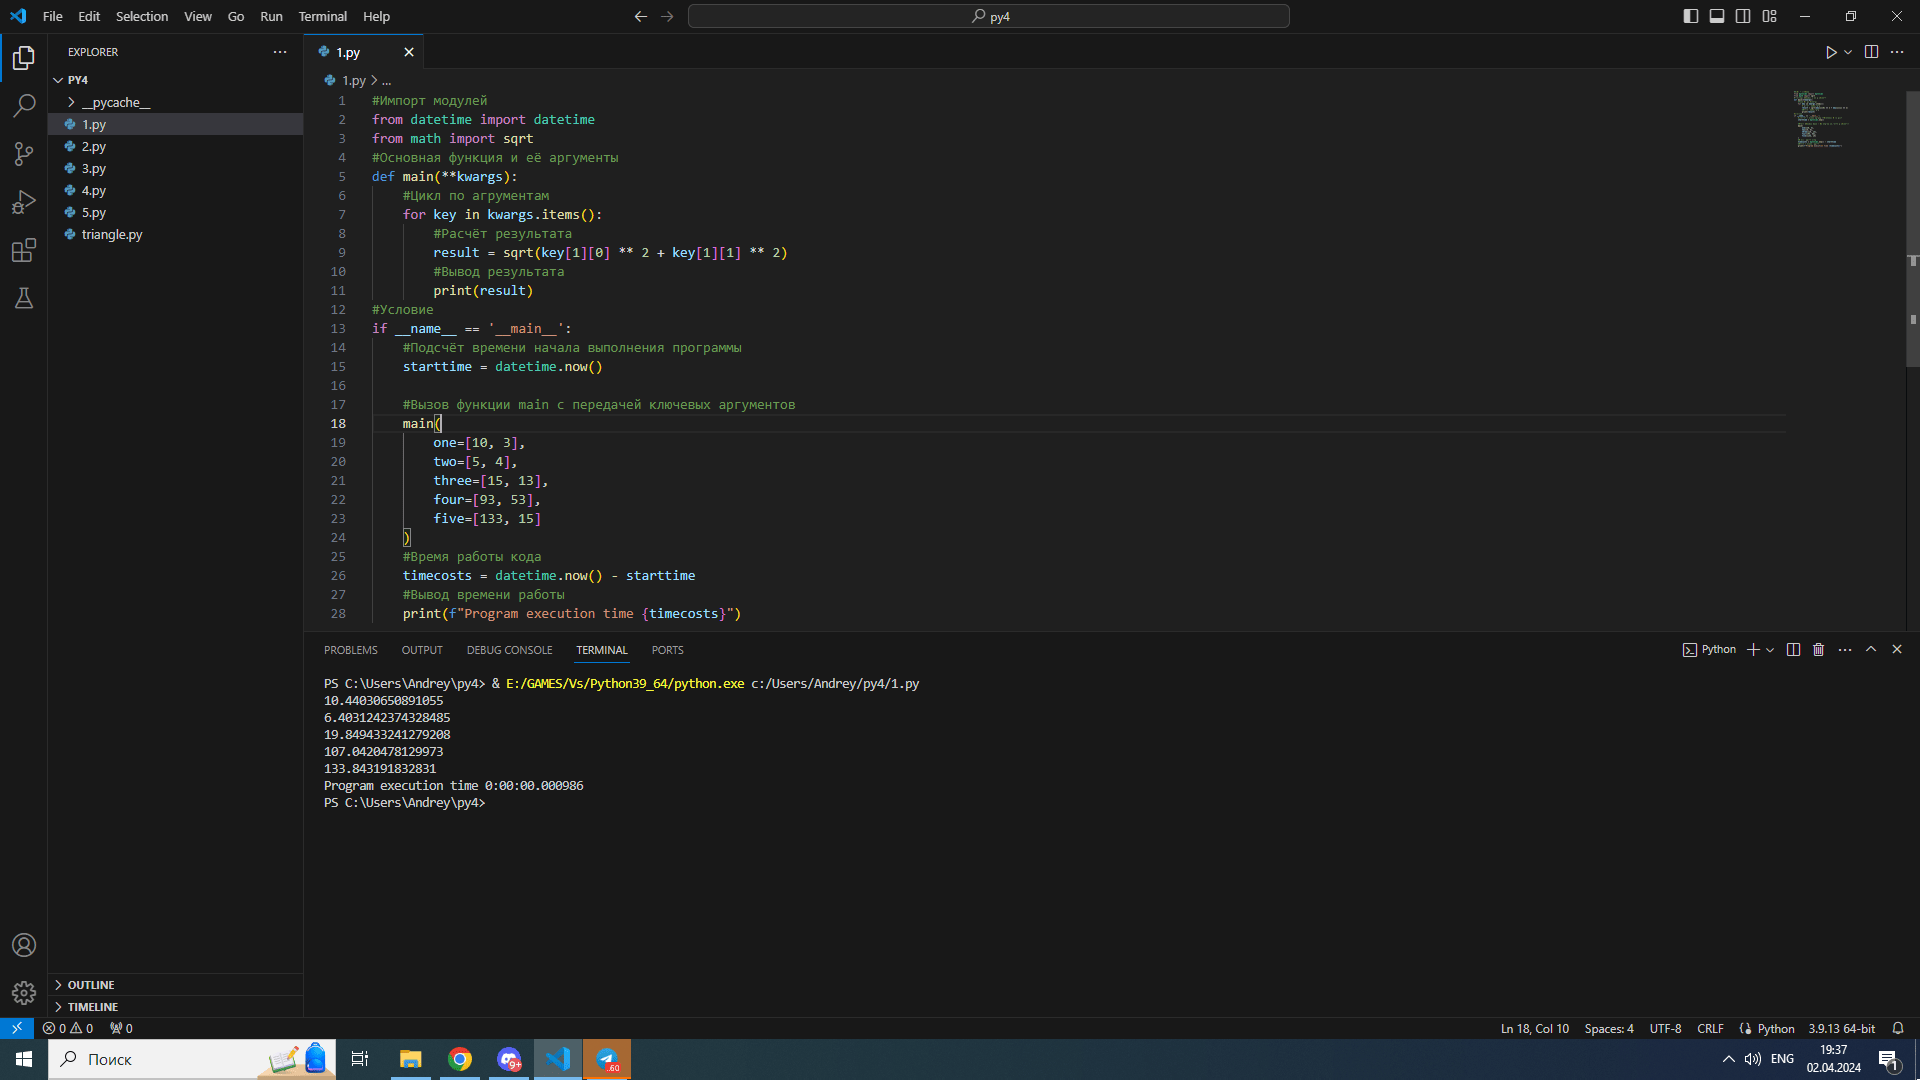 File Edit Selection View Go Run Terminal Help
py4
EXPLORER
PY4
__pycache__
1.py
2.py
3.py
4.py
5.py
triangle.py
OUTLINE
TIMELINE
1.py
1.py > ...
1 #Импорт модулей
2 from datetime import datetime
3 from math import sqrt
4 #Основная функция и её аргументы
5 def main(**kwargs):
6 #Цикл по агрументам
7 for key in kwargs.items():
8 #Расчёт результата
9 result = sqrt(key[1][0] ** 2 + key[1][1] ** 2)
10 #Вывод результата
11 print(result)
12 #Условие
13 if __name__ == '__main__':
14 #Подсчёт времени начала выполнения программы
15 starttime = datetime.now()
16
17 #Вызов функции main с передачей ключевых аргументов
18 main(
19 one=[10, 3],
20 two=[5, 4],
21 three=[15, 13],
22 four=[93, 53],
23 five=[133, 15]
24 )
25 #Время работы кода
26 timecosts = datetime.now() - starttime
27 #Вывод времени работы
28 print(f"Program execution time {timecosts}")
PROBLEMS OUTPUT DEBUG CONSOLE TERMINAL PORTS
Python
PS C:\Users\Andrey\py4> & E:/GAMES/Vs/Python39_64/python.exe c:/Users/Andrey/py4/1.py
10.44030650891055
6.4031242374328485
19.849433241279208
107.0420478129973
133.843191832831
Program execution time 0:00:00.000986
PS C:\Users\Andrey\py4>
0 0 0
Ln 18, Col 10 Spaces: 4 UTF-8 CRLF Python 3.9.13 64-bit
Поиск
9+
..60
ENG
19:37
02.04.2024
1